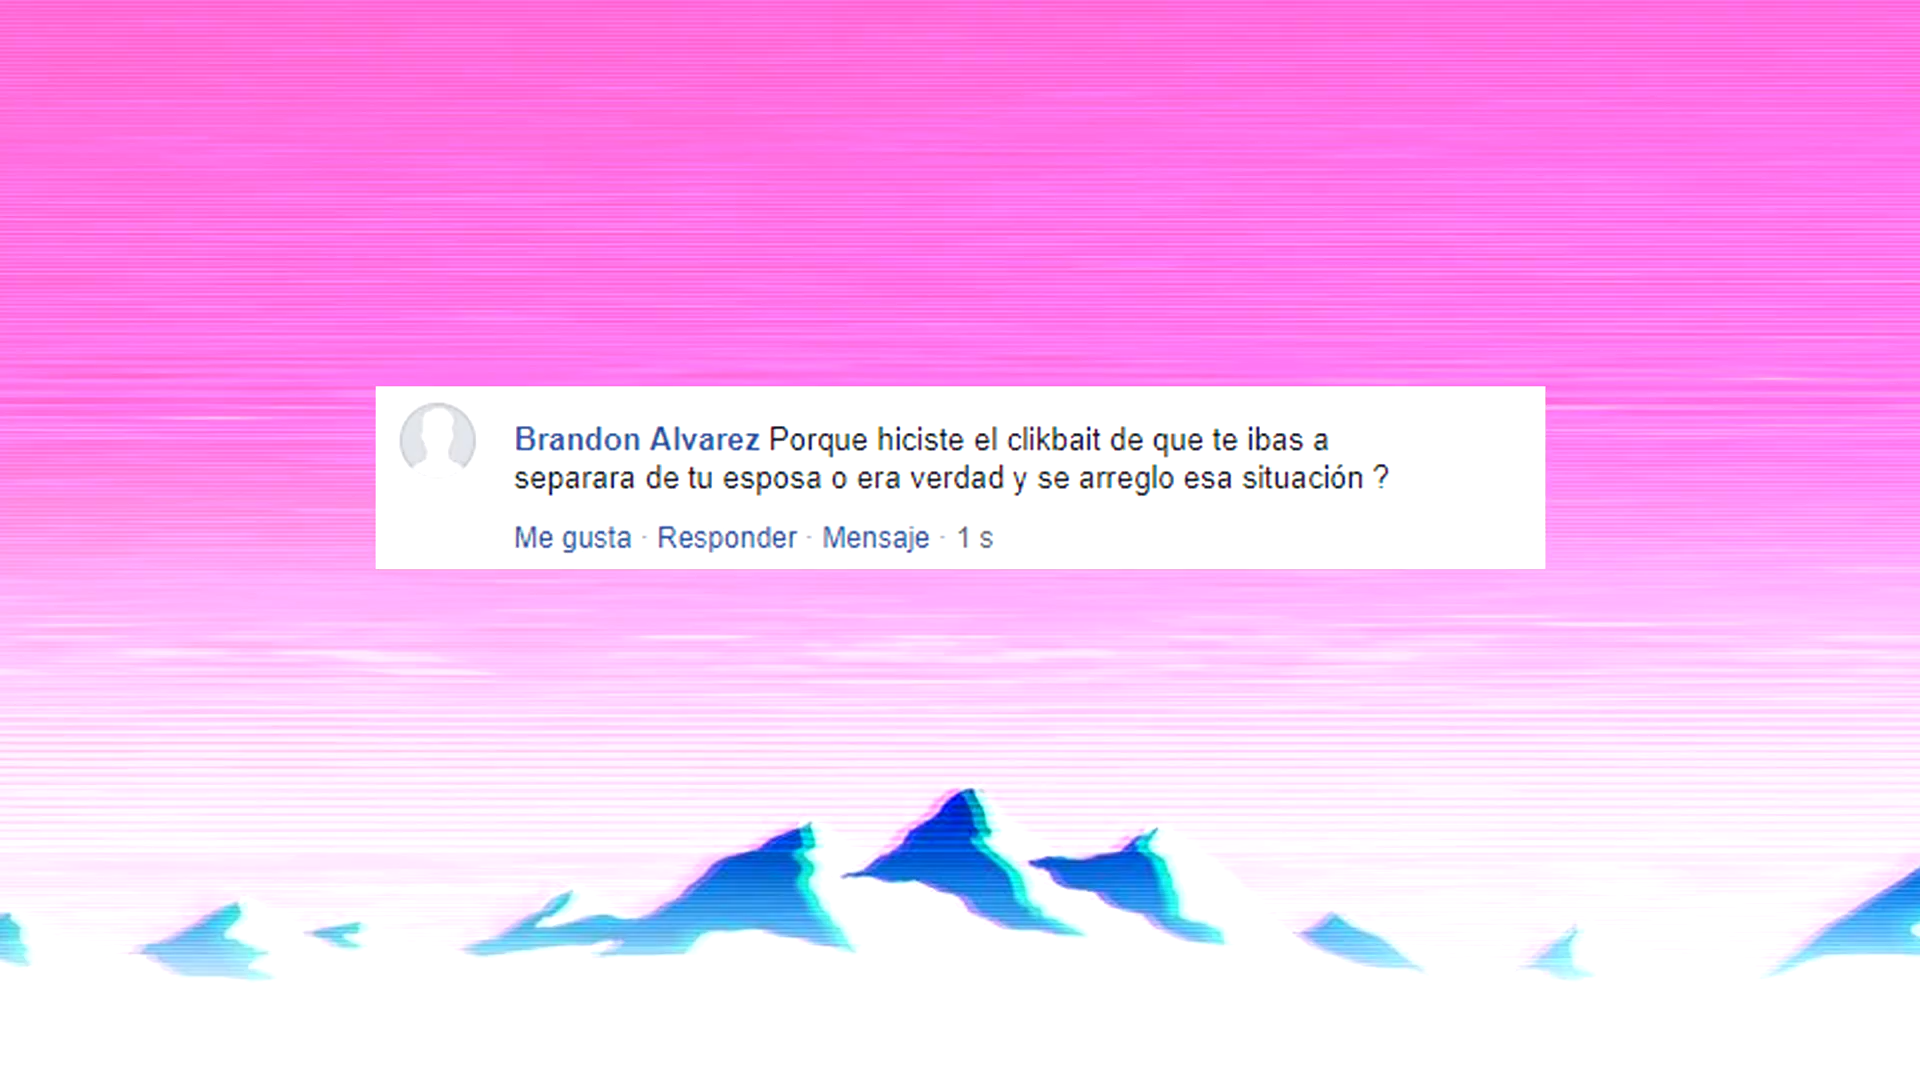 Brandon Alvarez Porque hiciste el clikbait de que te ibas a
separara de tu esposa o era verdad y se arreglo esa situación ?
Me gusta · Responder · Mensaje · 1 s